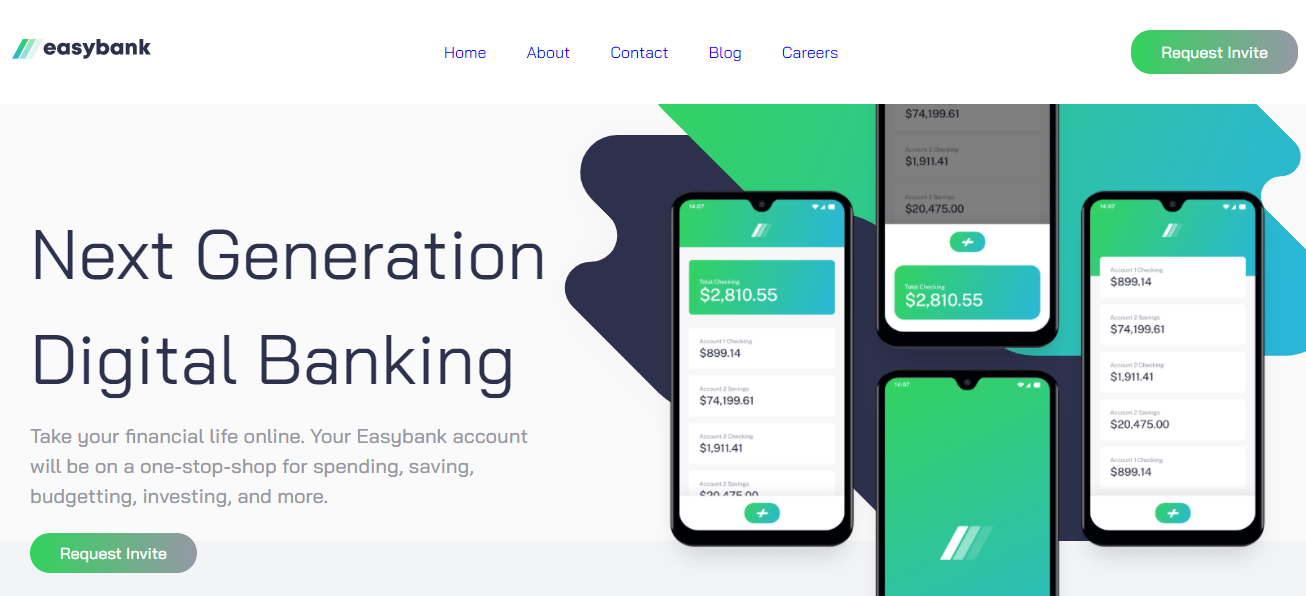 easybank
Home
About
Contact
Blog
Careers
Request Invite
Next Generation
Digital Banking
Take your financial life online. Your Easybank account
will be on a one-stop-shop for spending, saving,
budgetting, investing, and more.
Request Invite
14:07
Total Checking
$2,810.55
Account 1 Checking
$899.14
Account 2 Savings
$74,199.61
Account 2 Checking
$1,911.41
Account 2 Savings
$20,475.00
$74,199.61
Account 2 Checking
$1,911.41
Account 2 Savings
$20,475.00
Total Checking
$2,810.55
14:07
14:07
Account 1 Checking
$899.14
Account 2 Savings
$74,199.61
Account 2 Checking
$1,911.41
Account 2 Savings
$20,475.00
Account 1 Checking
$899.14